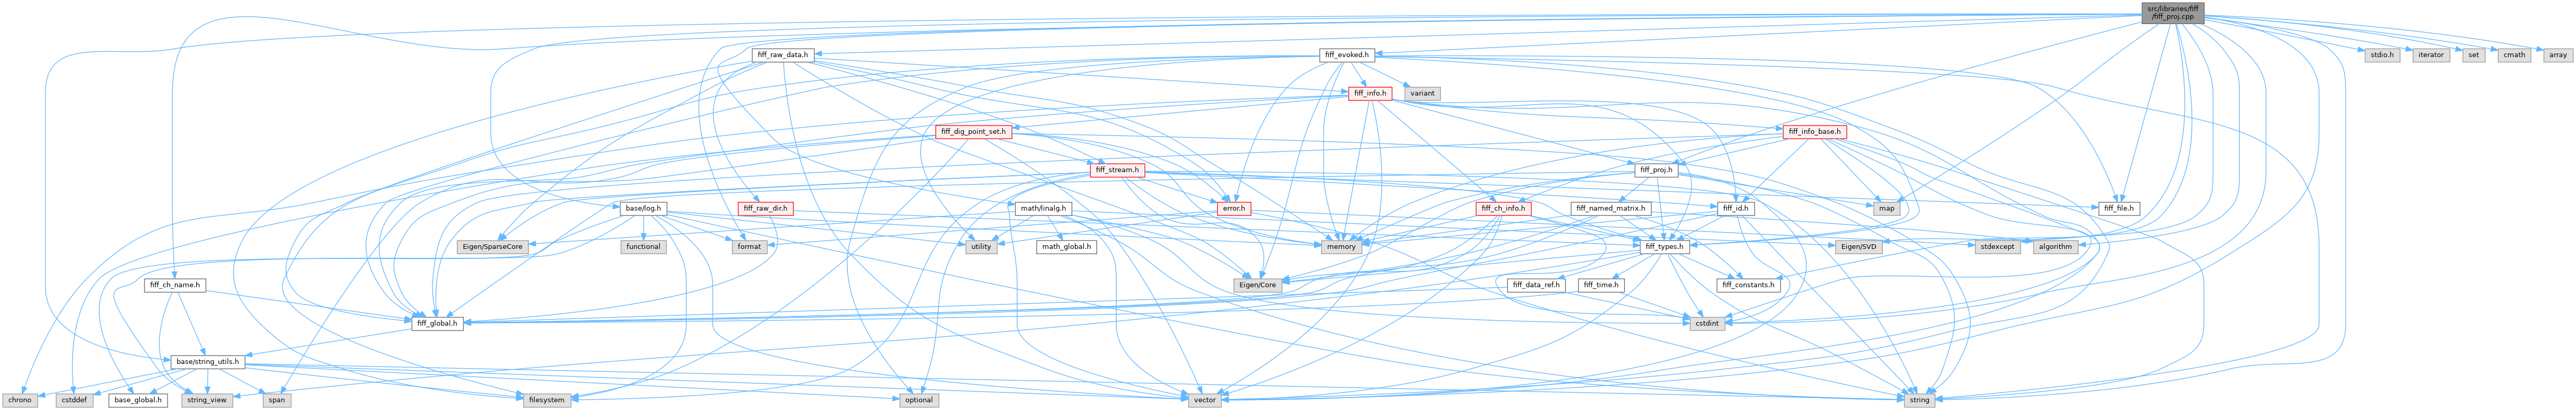 src/libraries/fiff
/fiff_proj.cpp
fiff_raw_data.h
fiff_evoked.h
stdio.h
iterator
set
cmath
array
fiff_info.h
variant
fiff_dig_point_set.h
fiff_info_base.h
fiff_stream.h
fiff_proj.h
base/log.h
fiff_raw_dir.h
math/linalg.h
error.h
fiff_ch_info.h
fiff_named_matrix.h
fiff_id.h
map
fiff_file.h
Eigen/SparseCore
functional
format
utility
math_global.h
memory
fiff_types.h
Eigen/SVD
stdexcept
algorithm
fiff_ch_name.h
Eigen/Core
fiff_data_ref.h
fiff_time.h
fiff_constants.h
fiff_global.h
cstdint
base/string_utils.h
chrono
cstddef
base_global.h
string_view
span
filesystem
optional
vector
string